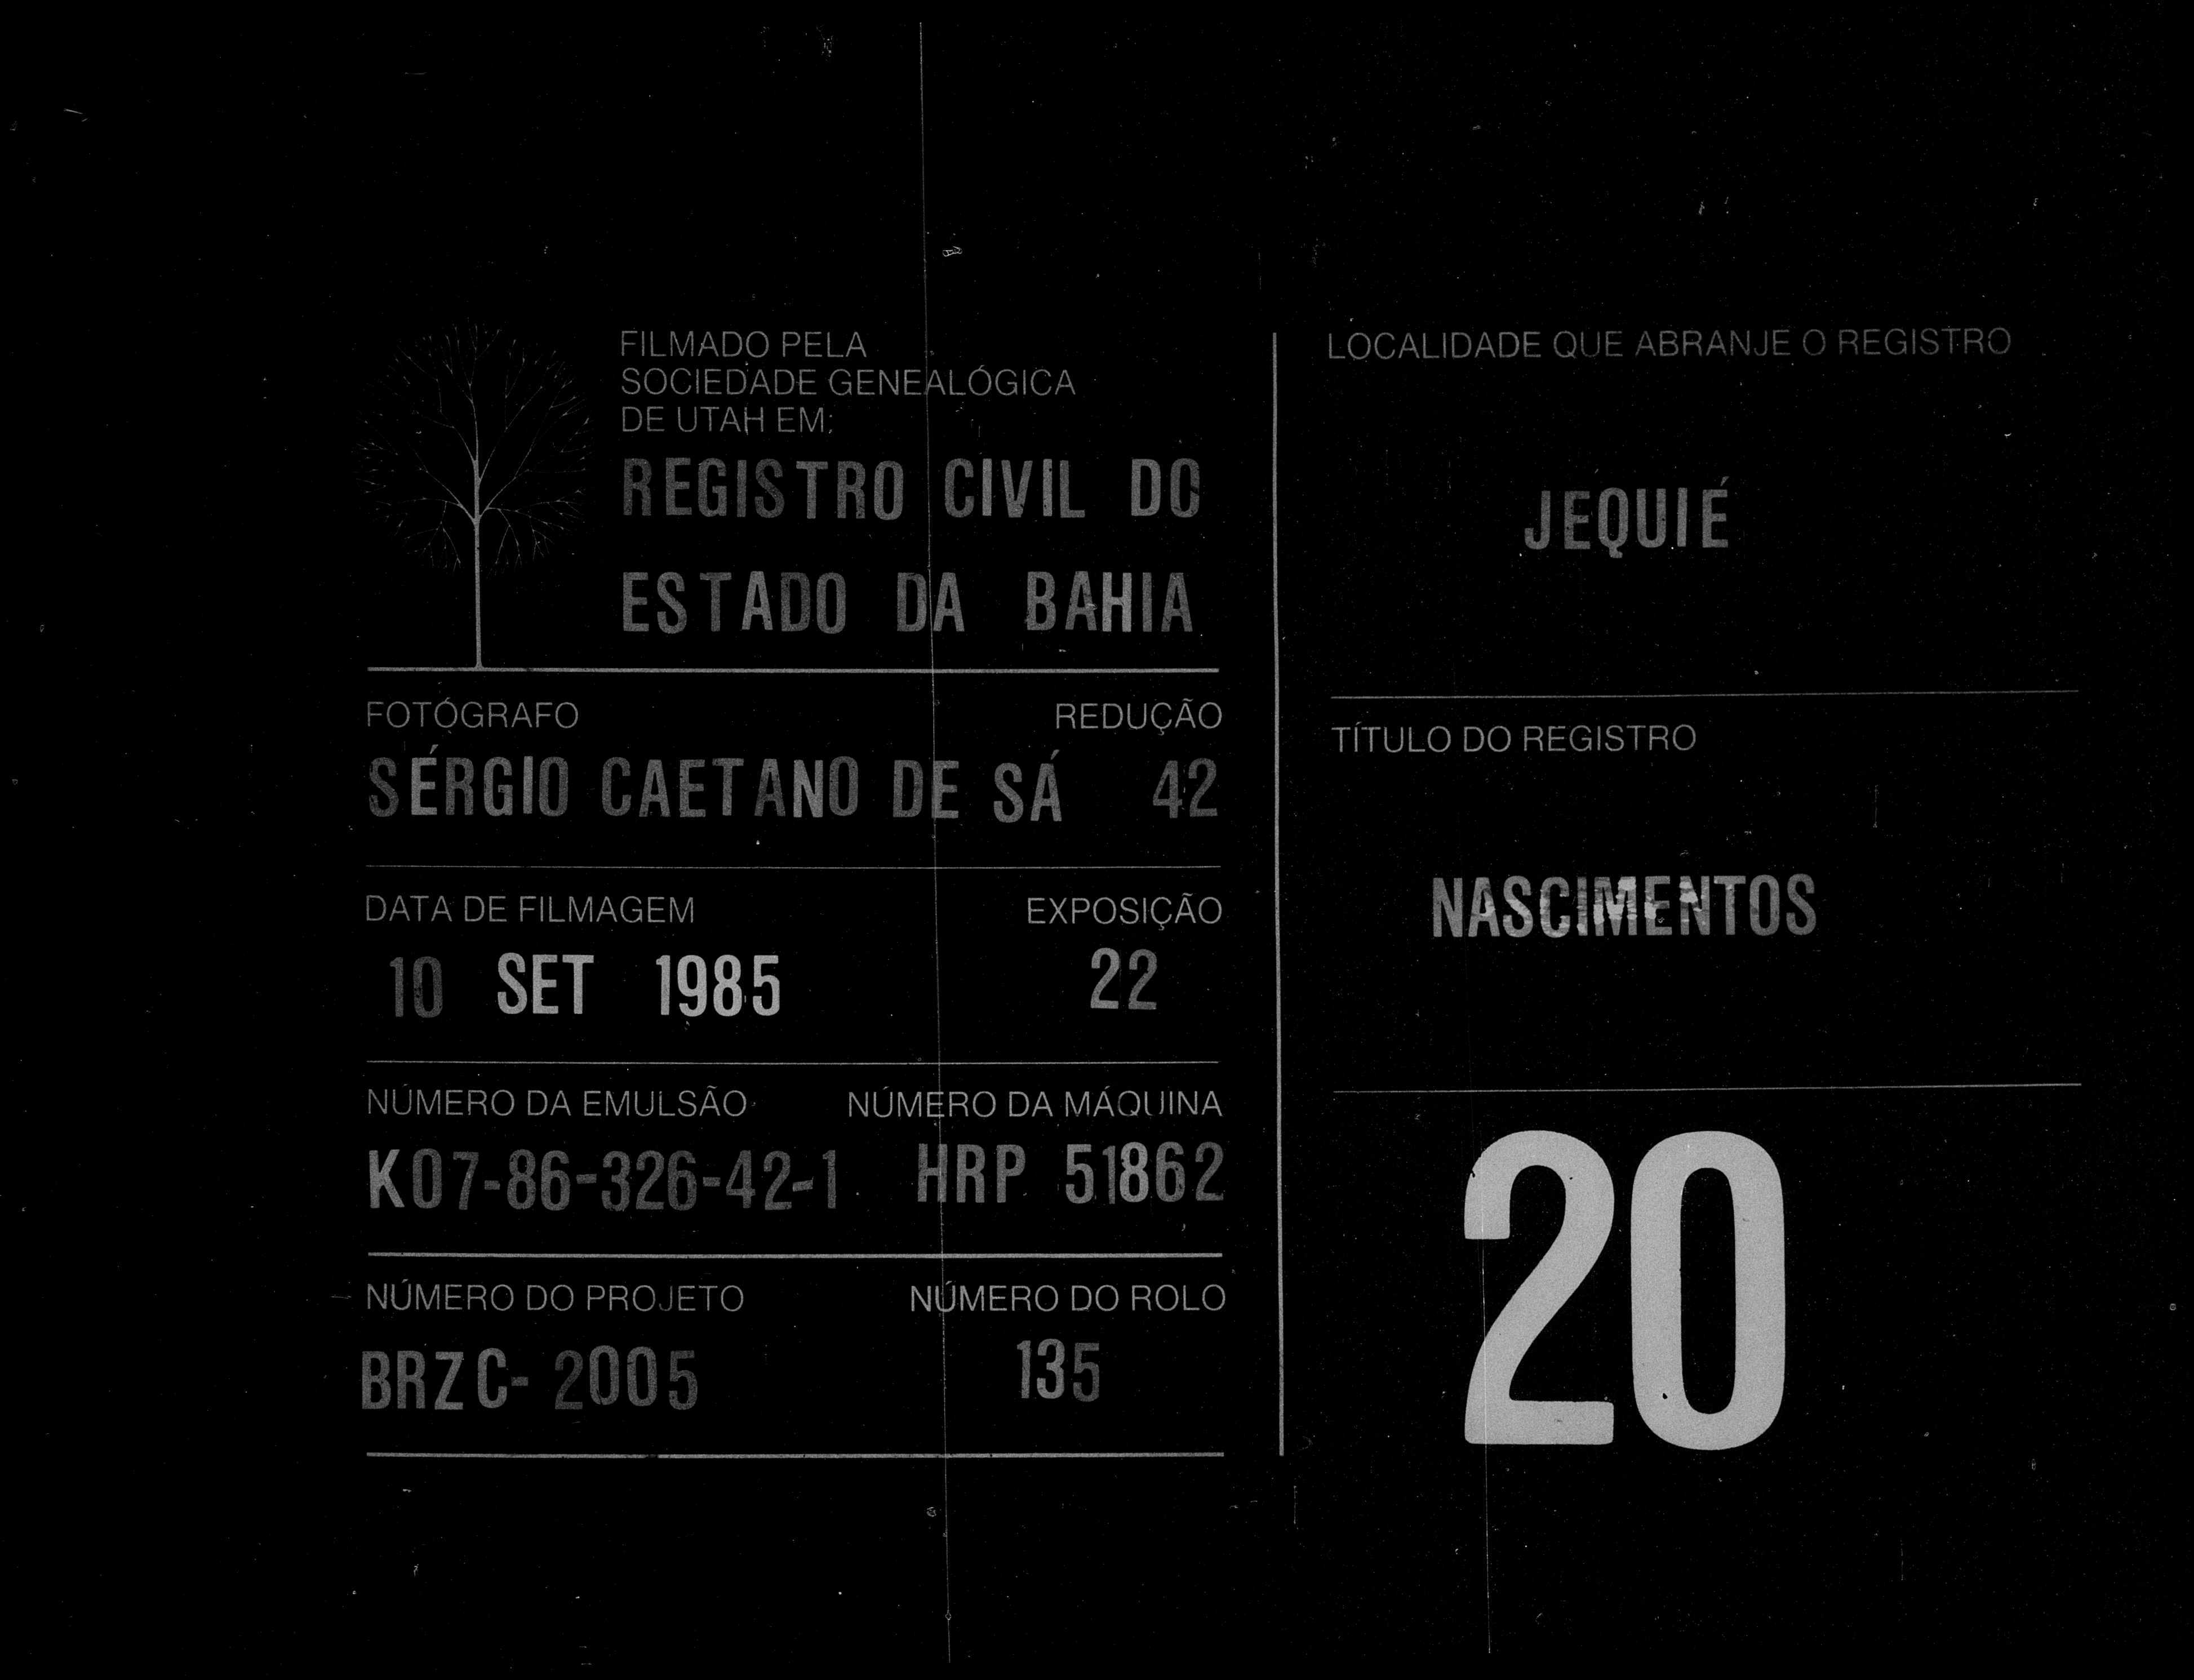 FILMADO PELA
SOCIEDADE GENEALÓGICA
DE UTAH EM:
REGISTRO CIVIL DO
ESTADO DA BAHIA
FOTÓGRAFO REDUÇÃO
SÉRGIO CAETANO DE SÁ 42
DATA DE FILMAGEM EXPOSIÇÃO
10 SET 1985 22
NÚMERO DA EMULSÃO NÚMERO DA MÁQUINA
K07-86-326-42-1 HRP 51862
NÚMERO DO PROJETO NÚMERO DO ROLO
BRZC- 2005 135
LOCALIDADE QUE ABRANJE O REGISTRO
JEQUIÉ
TÍTULO DO REGISTRO
NASCIMENTOS
20